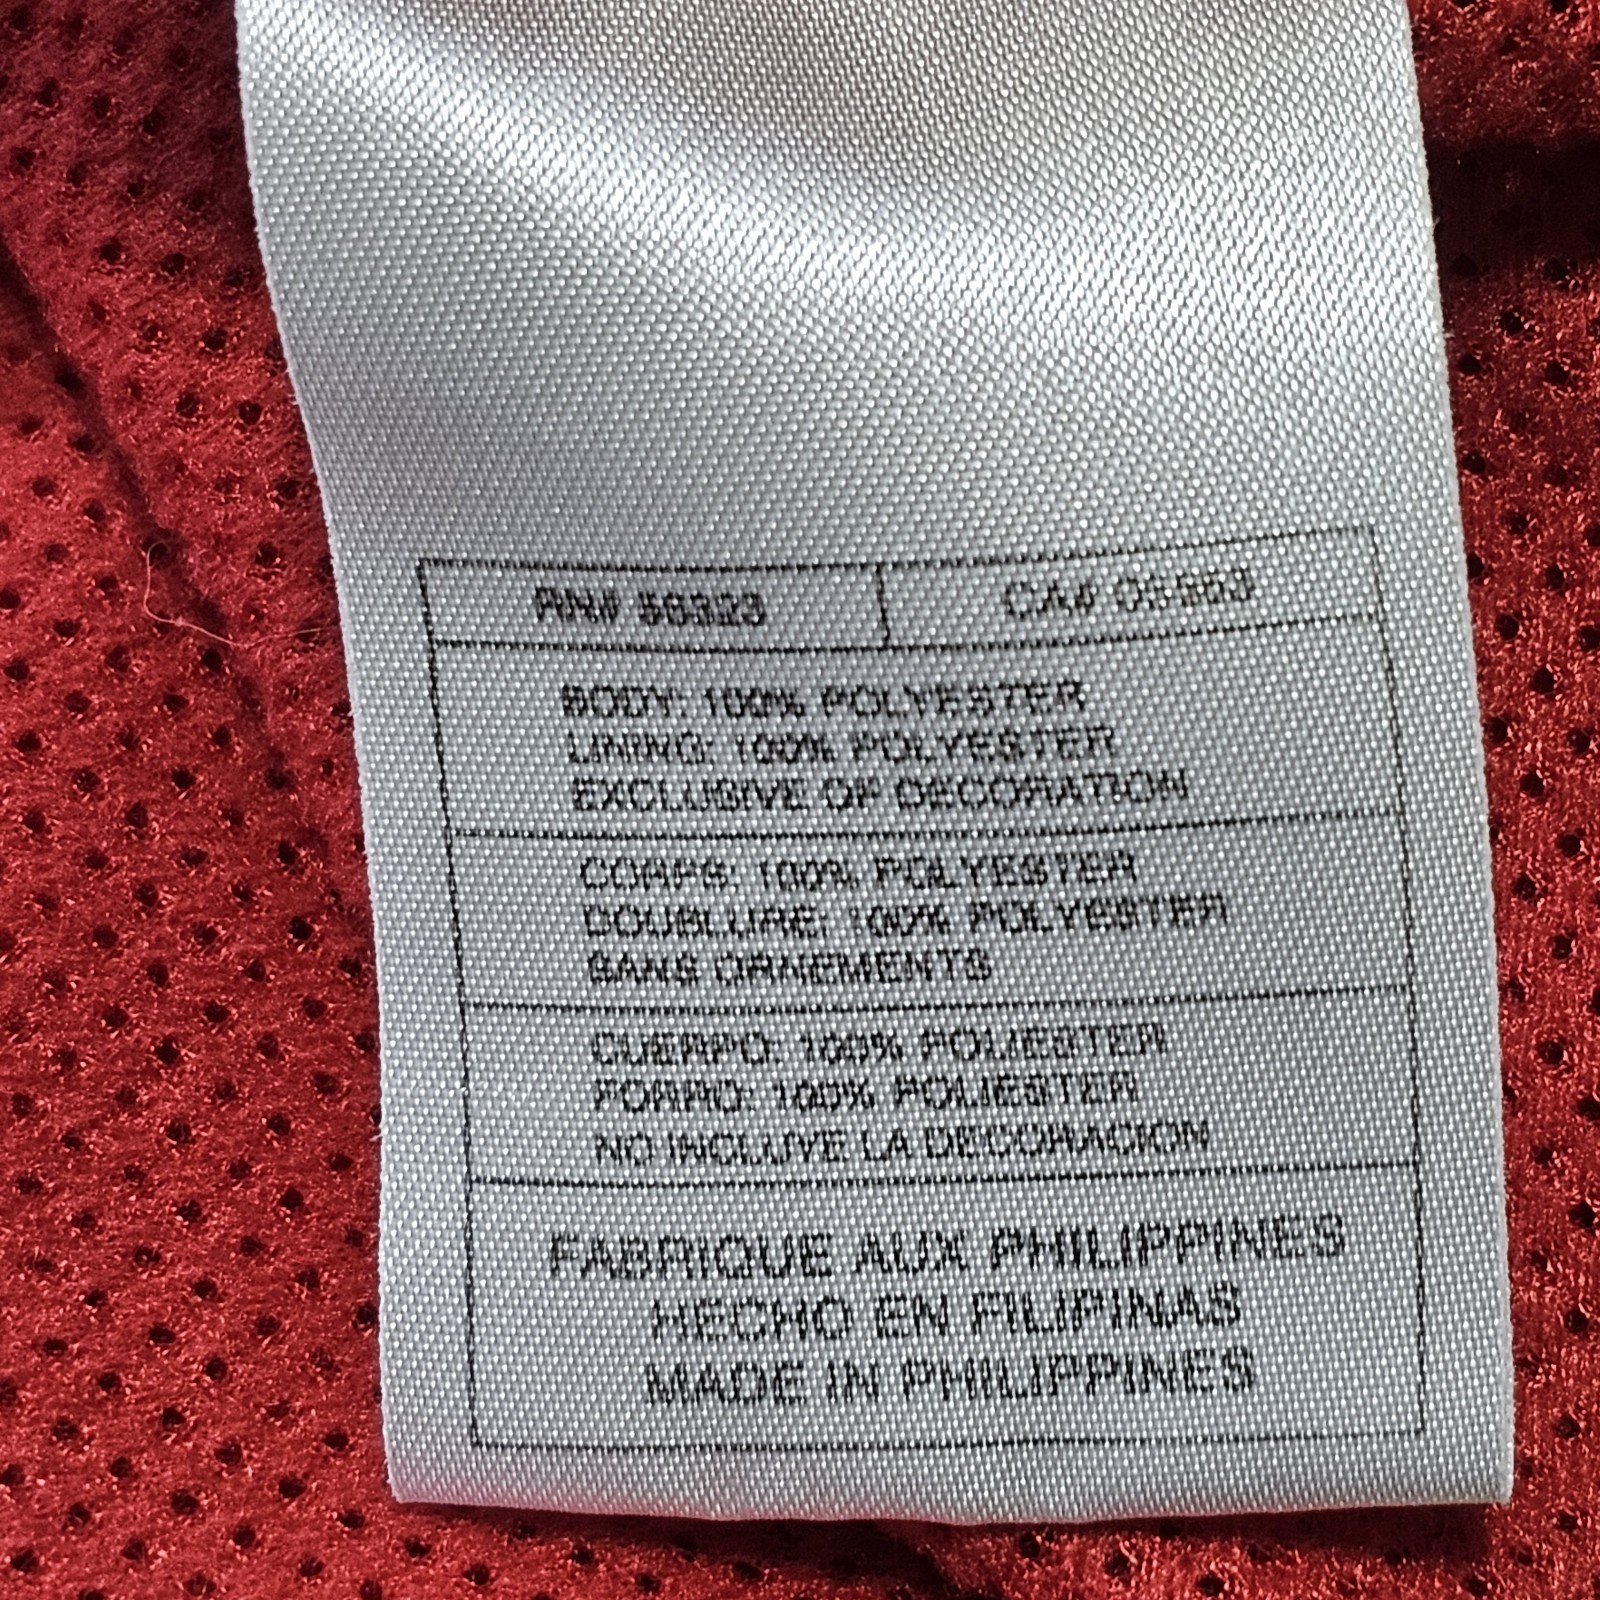 RN# 56323 CA# 05553
BODY: 100% POLYESTER
LINING: 100% POLYESTER
EXCLUSIVE OF DECORATION
CORPS: 100% POLYESTER
DOUBLURE: 100% POLYESTER
SANS ORNEMENTS
CUERPO: 100% POLIESTER
FORRO: 100% POLIESTER
NO INCLUYE LA DECORACION
FABRIQUE AUX PHILIPPINES
HECHO EN FILIPINAS
MADE IN PHILIPPINES